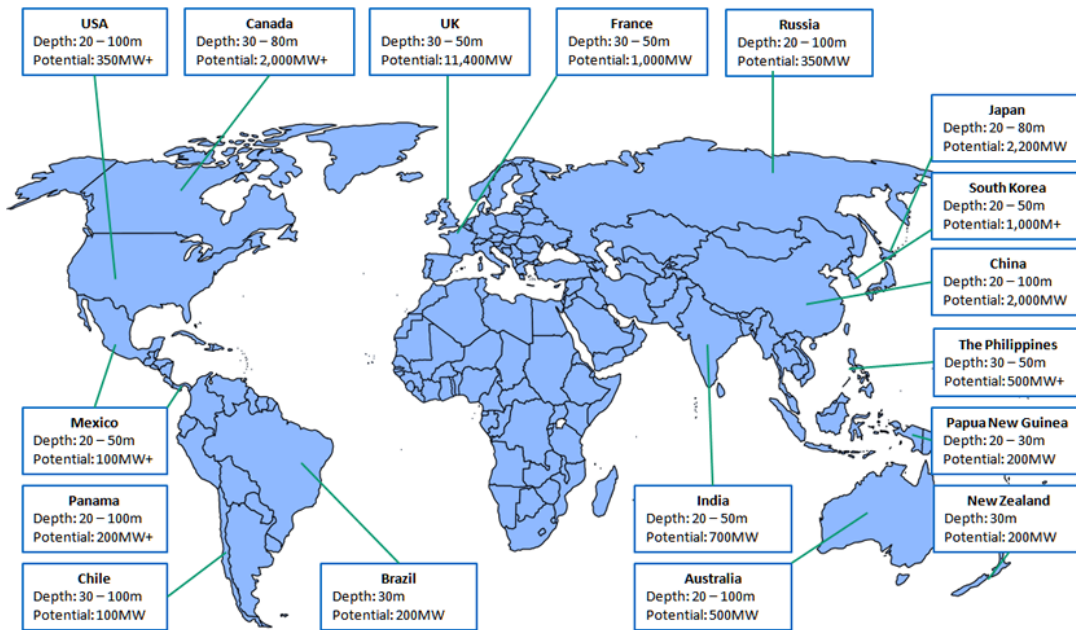 USA
Depth: 20 – 100m
Potential: 350MW+
Canada
Depth: 30 – 80m
Potential: 2,000MW+
UK
Depth: 30 – 50m
Potential: 11,400MW
France
Depth: 30 – 50m
Potential: 1,000MW
Russia
Depth: 20 – 100m
Potential: 350MW
Japan
Depth: 20 – 80m
Potential: 2,200MW
South Korea
Depth: 20 – 50m
Potential: 1,000M+
China
Depth: 20 – 100m
Potential: 2,000MW
The Philippines
Depth: 30 – 50m
Potential: 500MW+
Mexico
Depth: 20 – 50m
Potential: 100MW+
Papua New Guinea
Depth: 20 – 30m
Potential: 200MW
Panama
Depth: 20 – 100m
Potential: 200MW+
India
Depth: 20 – 50m
Potential: 700MW
New Zealand
Depth: 30m
Potential: 200MW
Chile
Depth: 30 – 100m
Potential: 100MW
Brazil
Depth: 30m
Potential: 200MW
Australia
Depth: 20 – 100m
Potential: 500MW